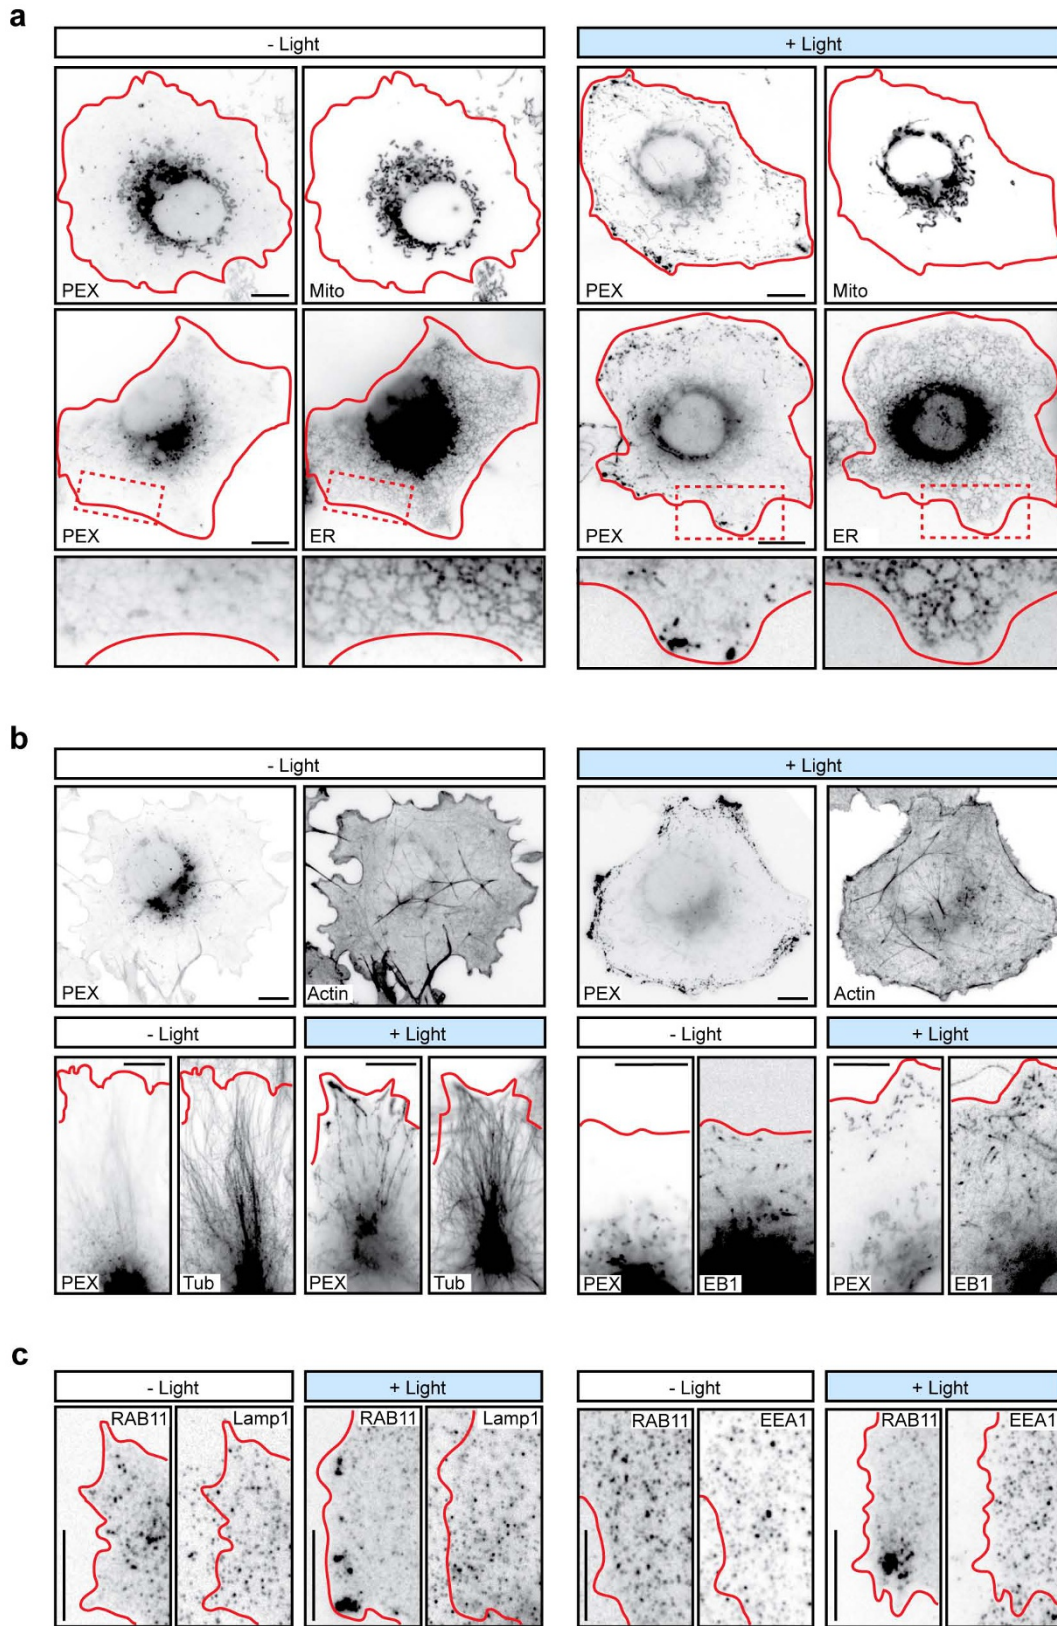 a
- Light
+ Light
PEX
Mito
PEX
Mito
PEX
ER
PEX
ER
b
- Light
+ Light
PEX
Actin
PEX
Actin
- Light
+ Light
- Light
+ Light
PEX
Tub
PEX
Tub
PEX
EB1
PEX
EB1
c
- Light
+ Light
- Light
+ Light
RAB11
Lamp1
RAB11
Lamp1
RAB11
EEA1
RAB11
EEA1